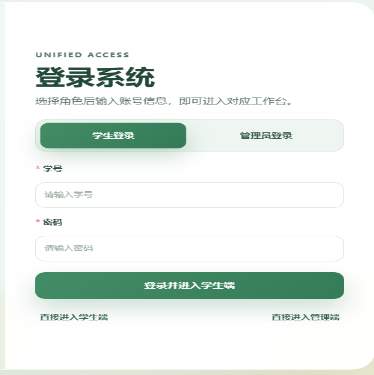 UNIFIED ACCESS
登录系统
选择角色后输入账号信息，即可进入对应工作台。
学生登录 管理员登录
* 学号
请输入学号
* 密码
请输入密码
登录并进入学生端
直接进入学生端 直接进入管理端